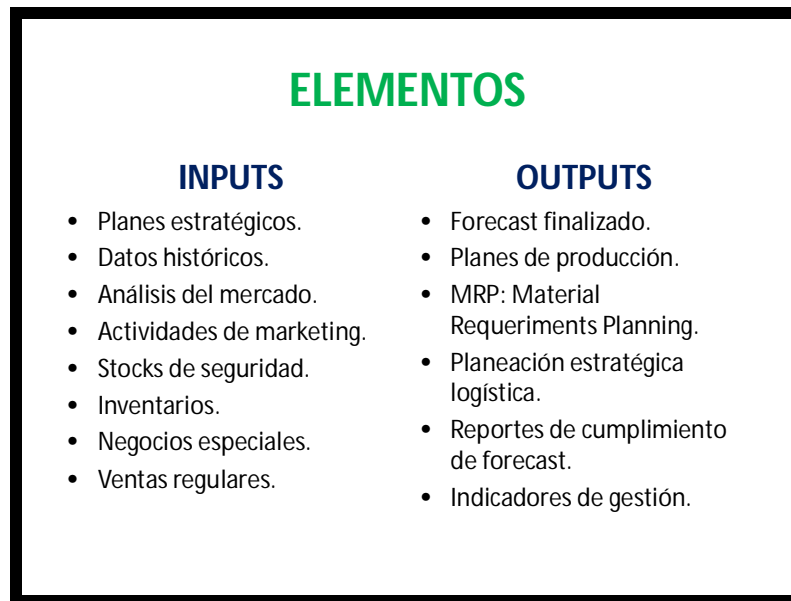 ELEMENTOS
INPUTS
• Planes estratégicos.
• Datos históricos.
• Análisis del mercado.
• Actividades de marketing.
• Stocks de seguridad.
• Inventarios.
• Negocios especiales.
• Ventas regulares.
OUTPUTS
• Forecast finalizado.
• Planes de producción.
• MRP: Material
Requeriments Planning.
• Planeación estratégica
logística.
• Reportes de cumplimiento
de forecast.
• Indicadores de gestión.